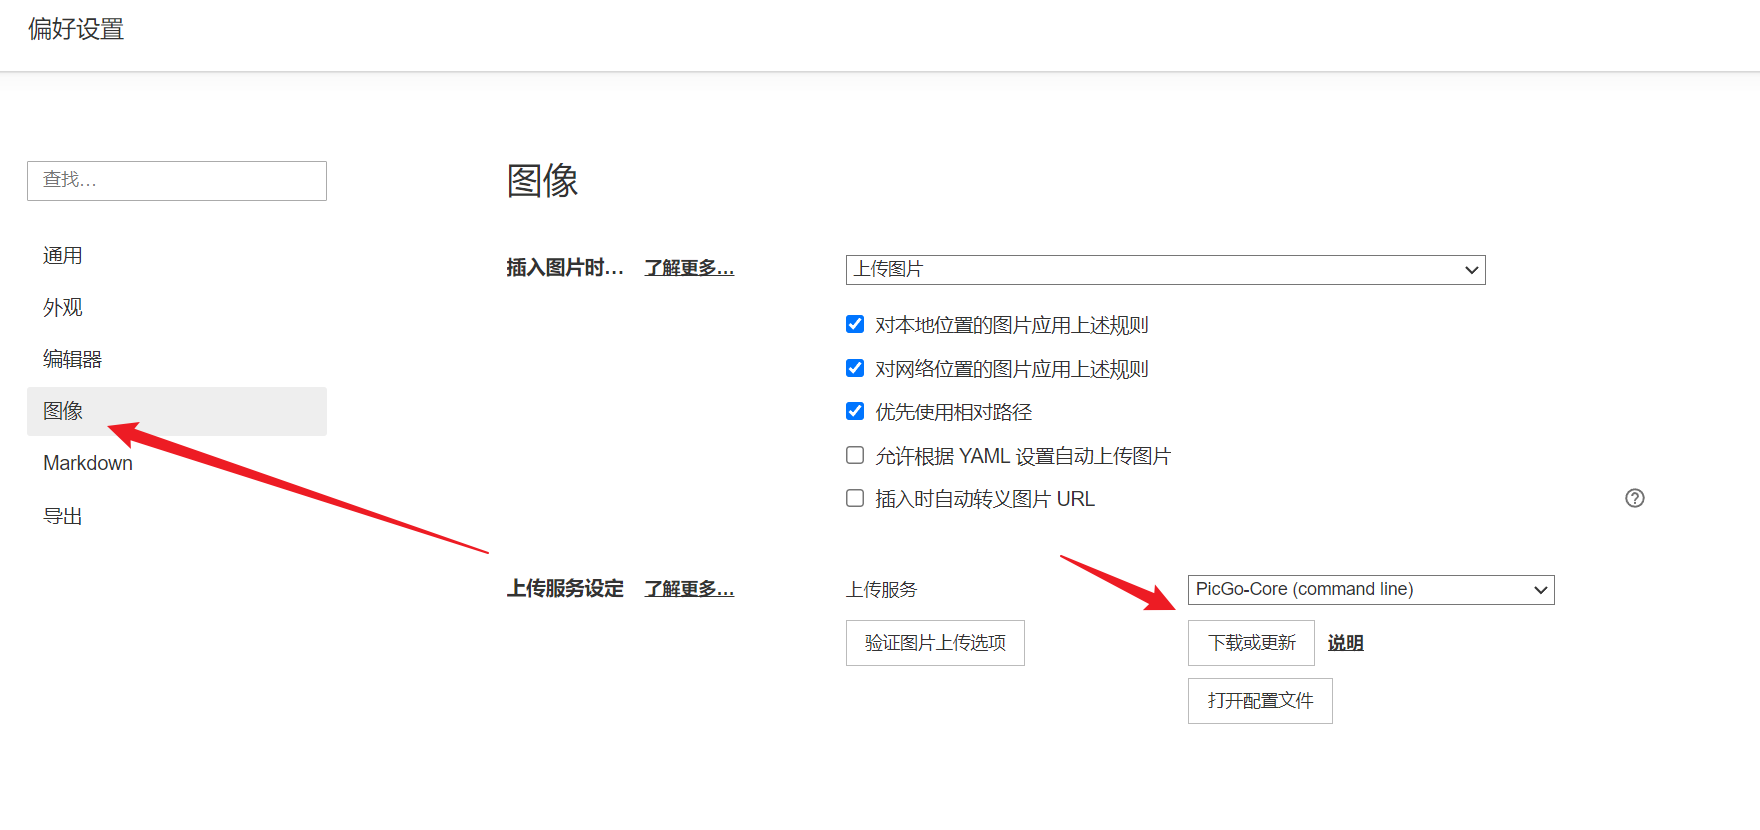 偏好设置
查找...
通用
外观
编辑器
图像
Markdown
导出
图像
插入图片时... 了解更多... 上传图片
对本地位置的图片应用上述规则
对网络位置的图片应用上述规则
优先使用相对路径
允许根据 YAML 设置自动上传图片
插入时自动转义图片 URL
上传服务设定 了解更多... 上传服务 PicGo-Core (command line)
验证图片上传选项 下载或更新 说明
打开配置文件